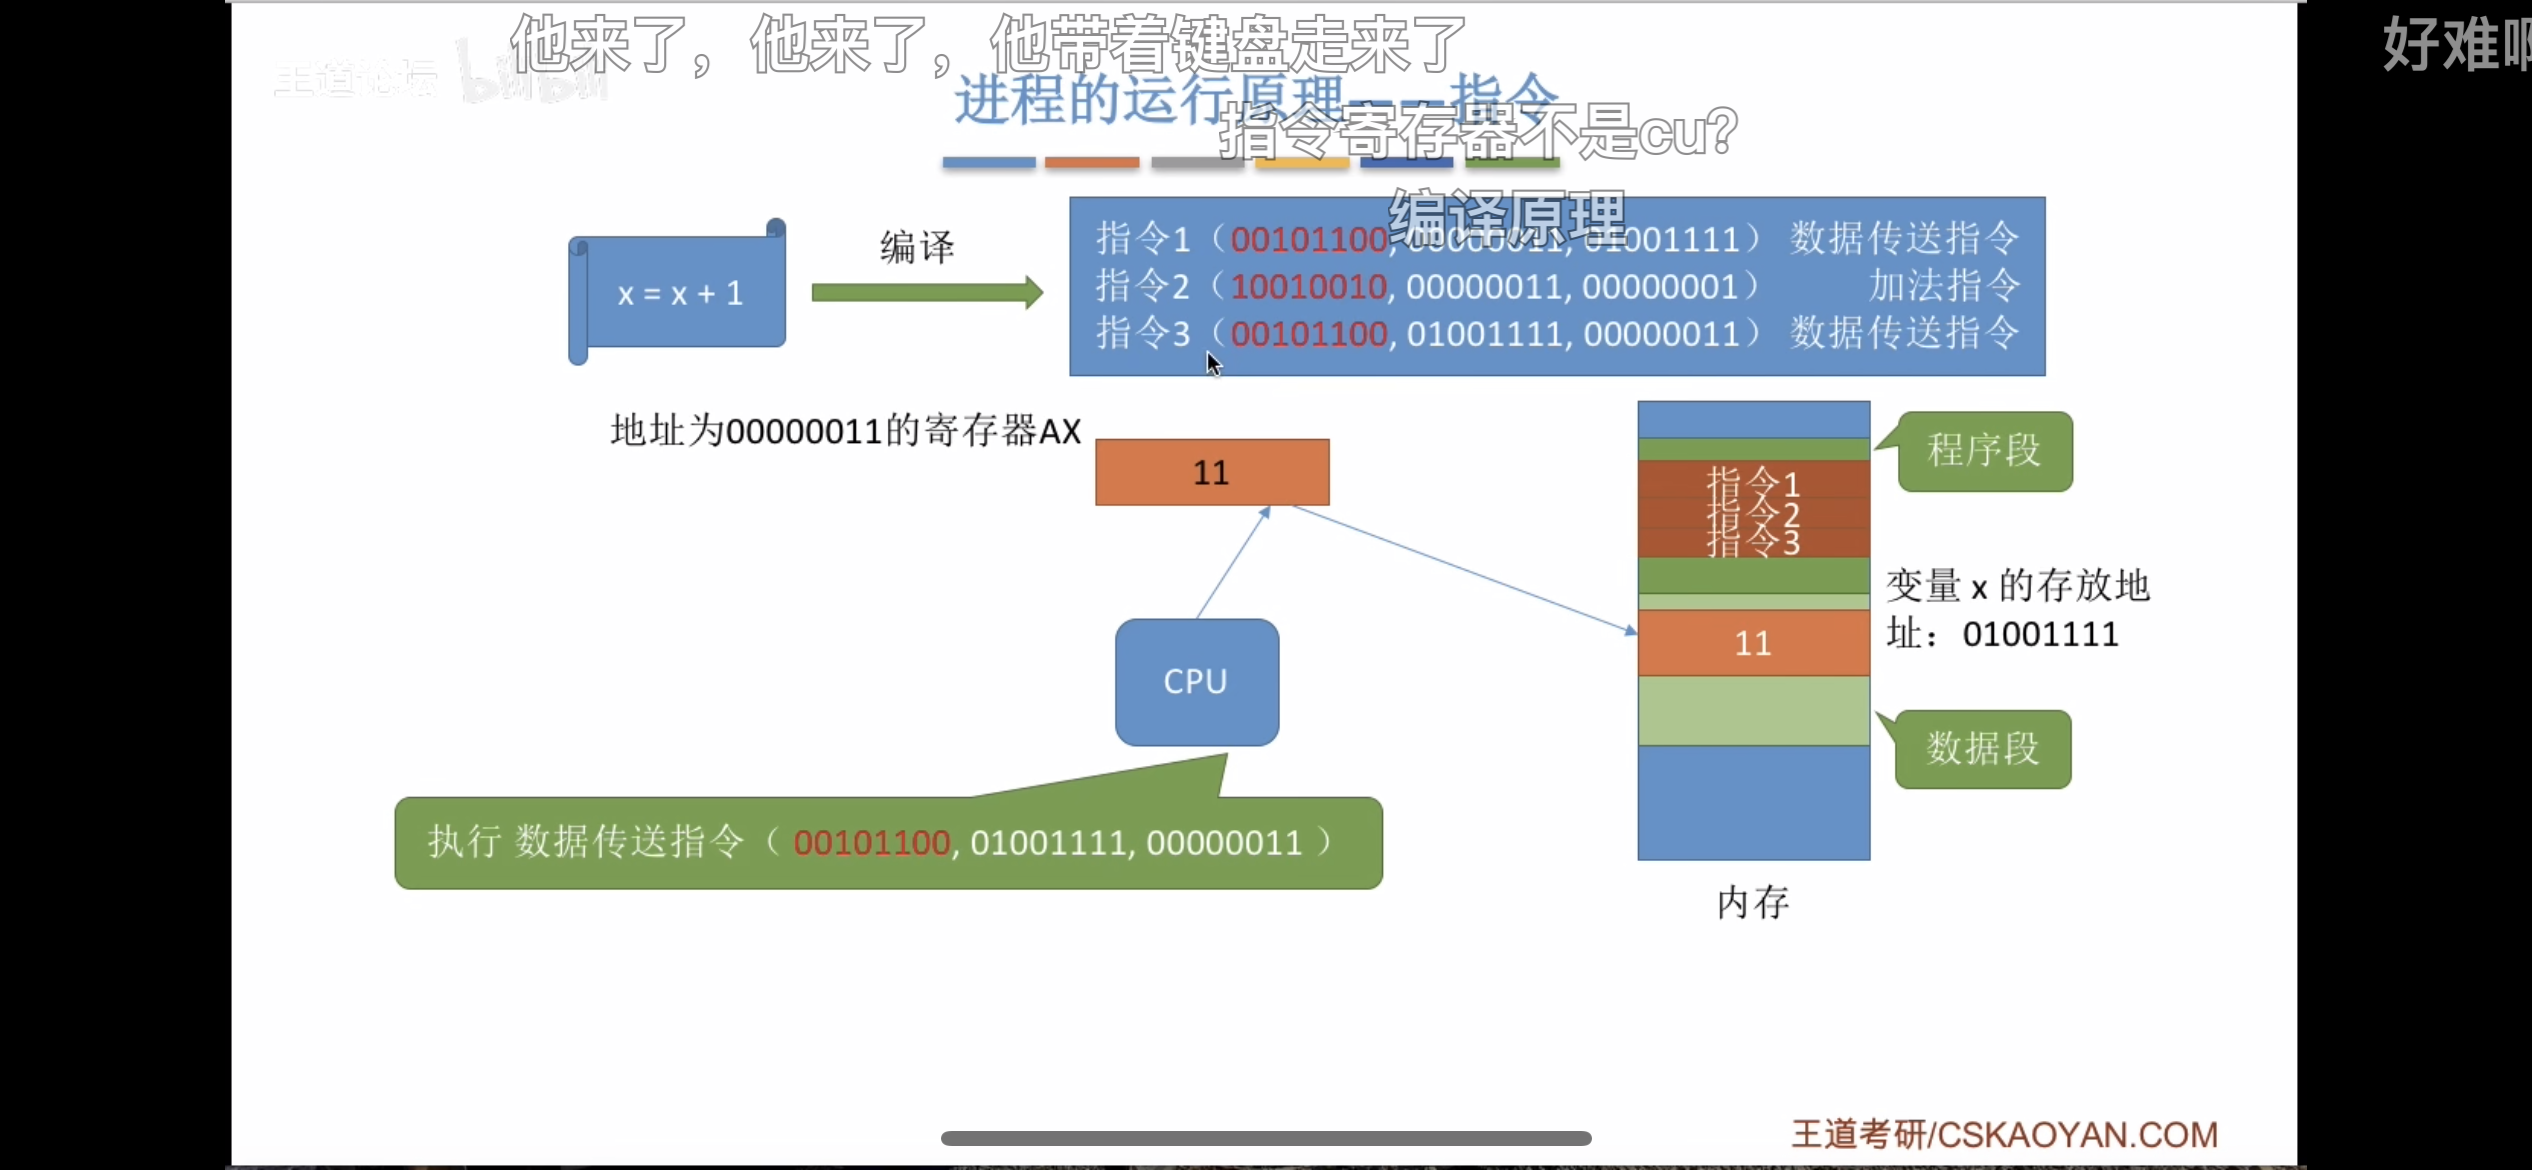 他来了，他来了，他带着键盘走来了
好难啊
王道论坛 bilibili
进程的运行原理——指令
指令寄存器不是cu?
编译原理
x = x + 1
编译
指令1（00101100, 00000011, 01001111） 数据传送指令
指令2（10010010, 00000011, 00000001） 加法指令
指令3（00101100, 01001111, 00000011） 数据传送指令
地址为00000011的寄存器AX
11
程序段
指令1
指令2
指令3
变量 x 的存放地
址：01001111
11
CPU
数据段
执行 数据传送指令（ 00101100, 01001111, 00000011 ）
内存
王道考研/CSKAOYAN.COM